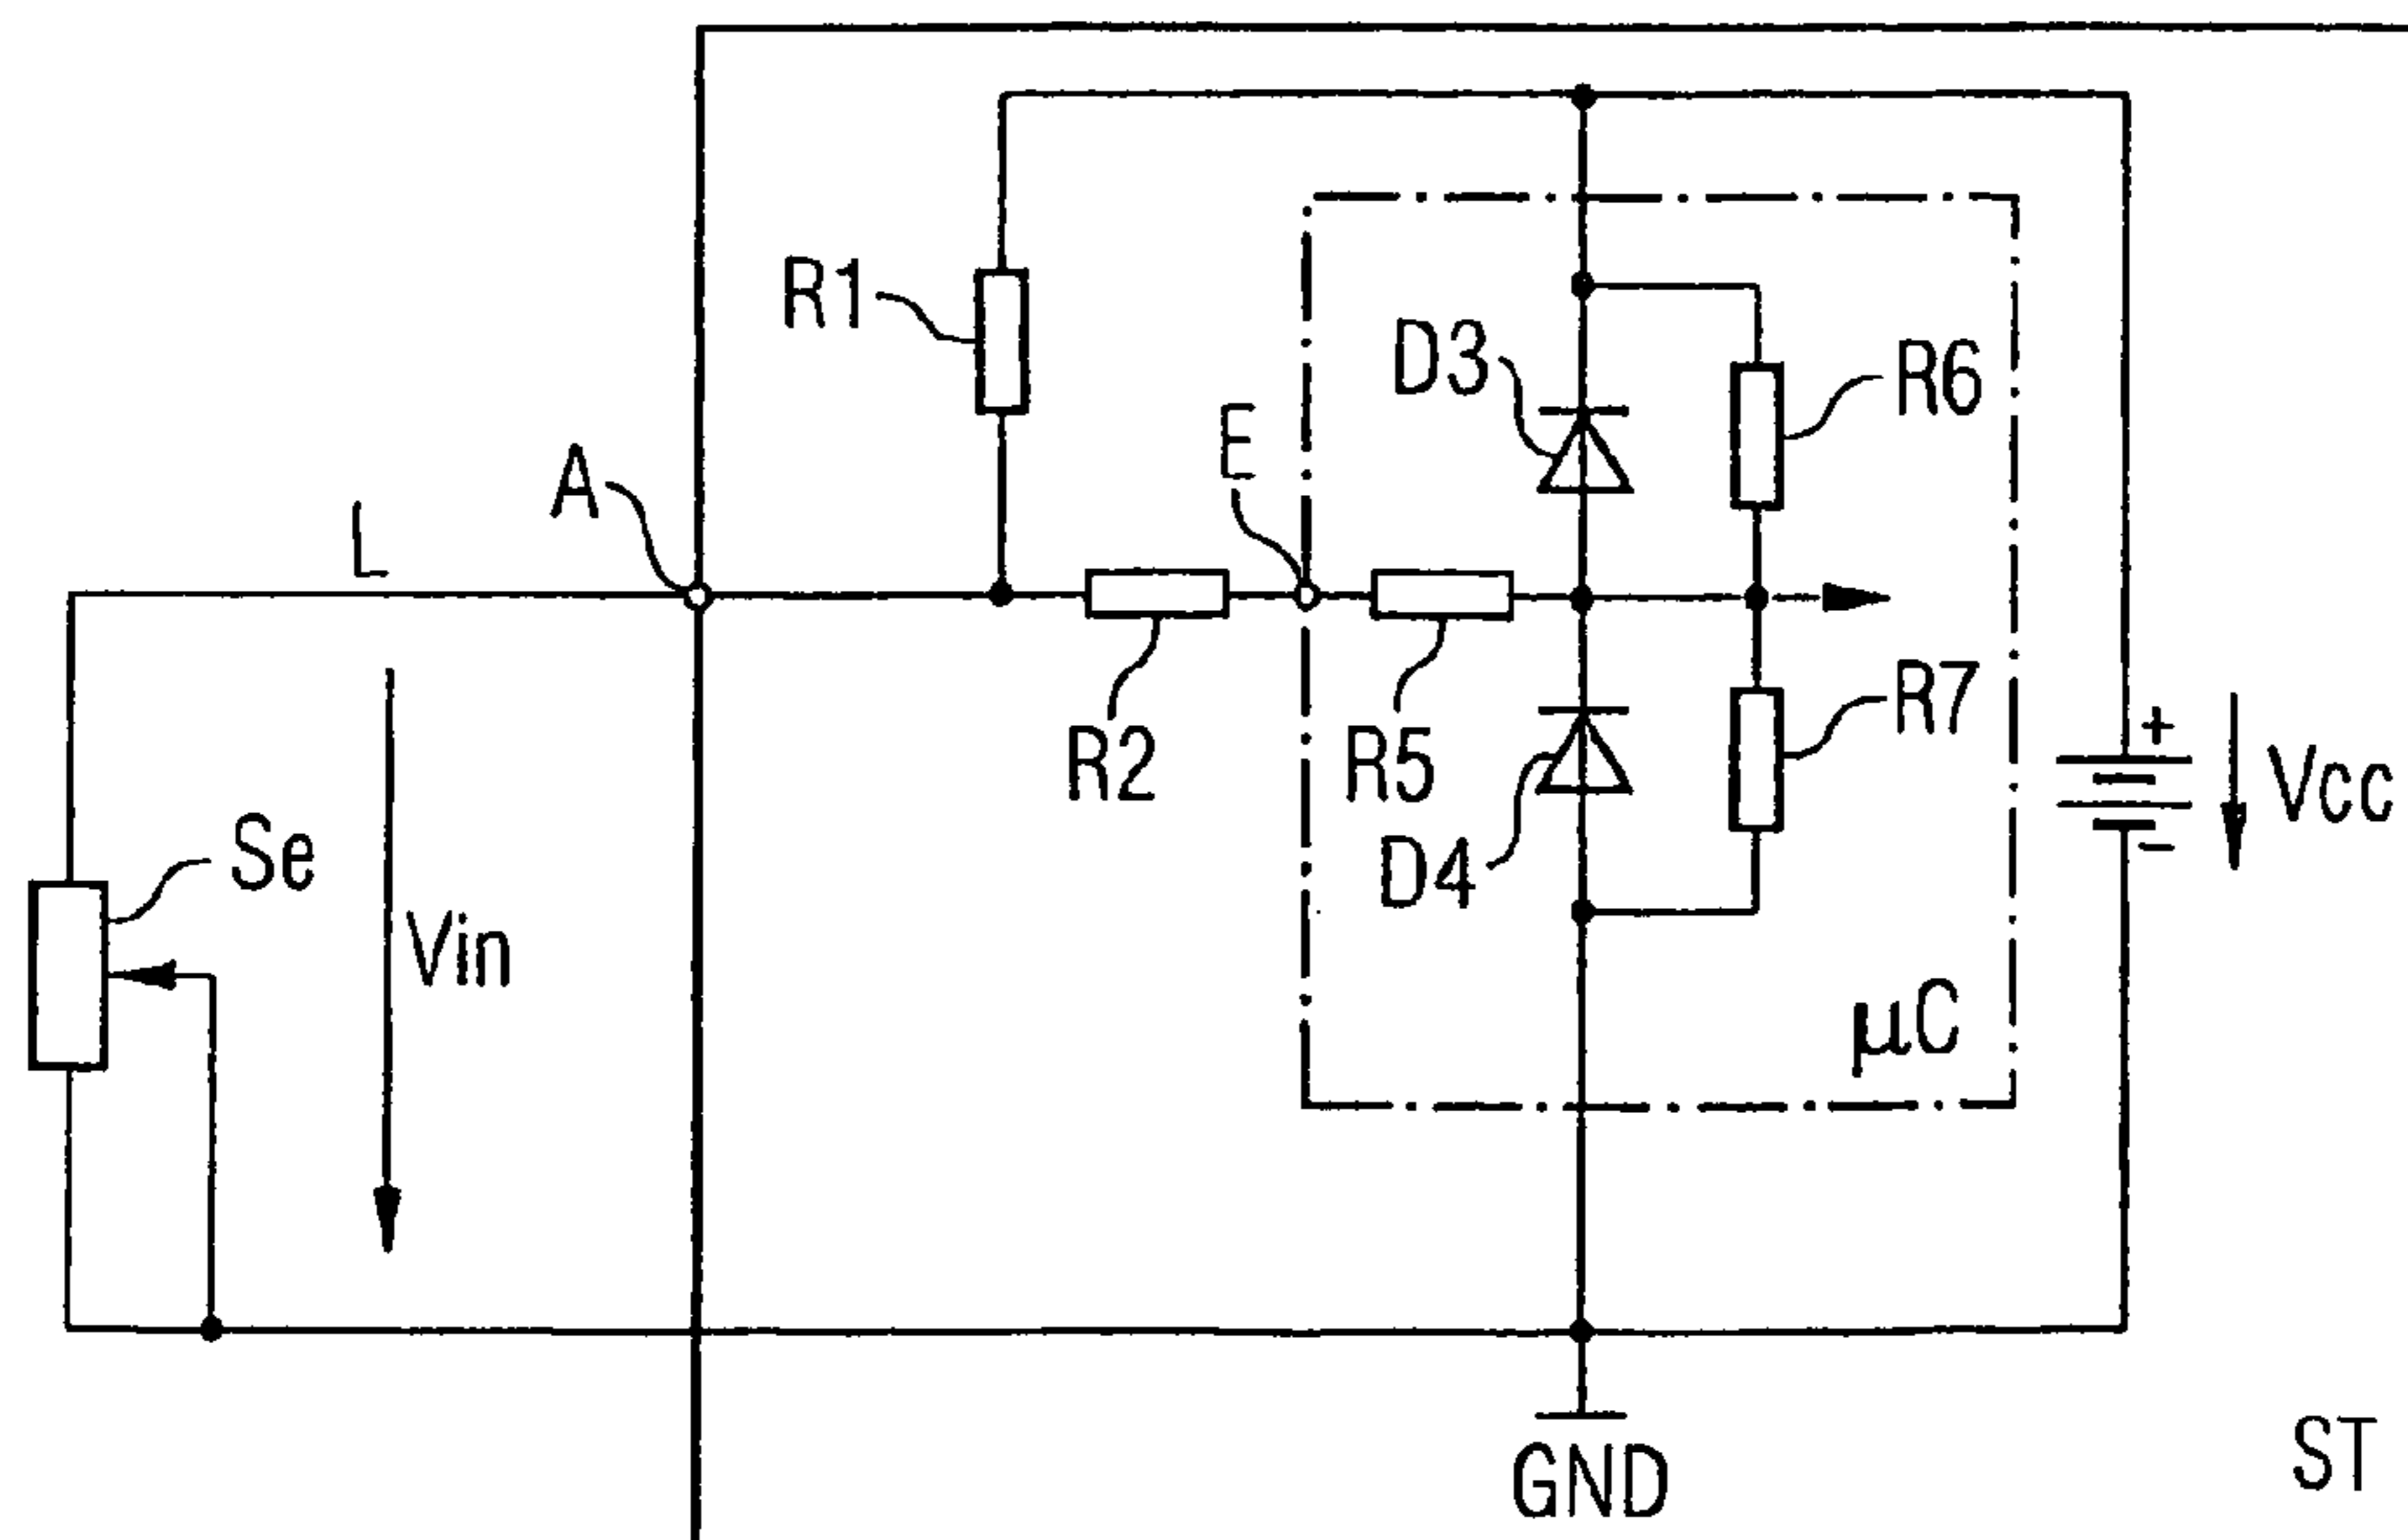 R1
D3
R6
E
A
L
R2
R5
R7
+
Vcc
-
Se
D4
Vin
µC
GND
ST